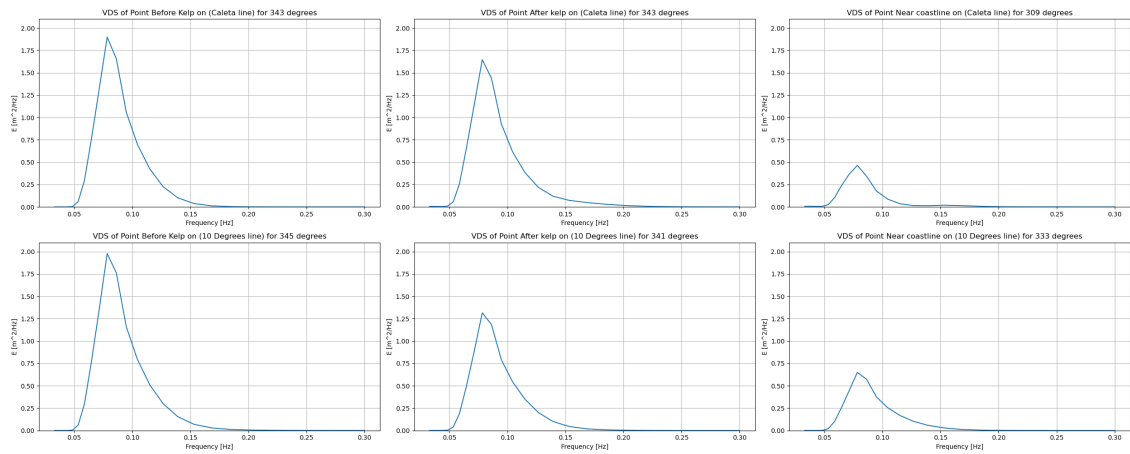 VDS of Point Before Kelp on (Caleta line) for 343 degrees
E [m^2/Hz]
2.00
1.75
1.50
1.25
1.00
0.75
0.50
0.25
0.00
0.05 0.10 0.15 0.20 0.25 0.30
Frequency [Hz]
VDS of Point After kelp on (Caleta line) for 343 degrees
E [m^2/Hz]
2.00
1.75
1.50
1.25
1.00
0.75
0.50
0.25
0.00
0.05 0.10 0.15 0.20 0.25 0.30
Frequency [Hz]
VDS of Point Near coastline on (Caleta line) for 309 degrees
E [m^2/Hz]
2.00
1.75
1.50
1.25
1.00
0.75
0.50
0.25
0.00
0.05 0.10 0.15 0.20 0.25 0.30
Frequency [Hz]
VDS of Point Before Kelp on (10 Degrees line) for 345 degrees
E [m^2/Hz]
2.00
1.75
1.50
1.25
1.00
0.75
0.50
0.25
0.00
0.05 0.10 0.15 0.20 0.25 0.30
Frequency [Hz]
VDS of Point After kelp on (10 Degrees line) for 341 degrees
E [m^2/Hz]
2.00
1.75
1.50
1.25
1.00
0.75
0.50
0.25
0.00
0.05 0.10 0.15 0.20 0.25 0.30
Frequency [Hz]
VDS of Point Near coastline on (10 Degrees line) for 333 degrees
E [m^2/Hz]
2.00
1.75
1.50
1.25
1.00
0.75
0.50
0.25
0.00
0.05 0.10 0.15 0.20 0.25 0.30
Frequency [Hz]